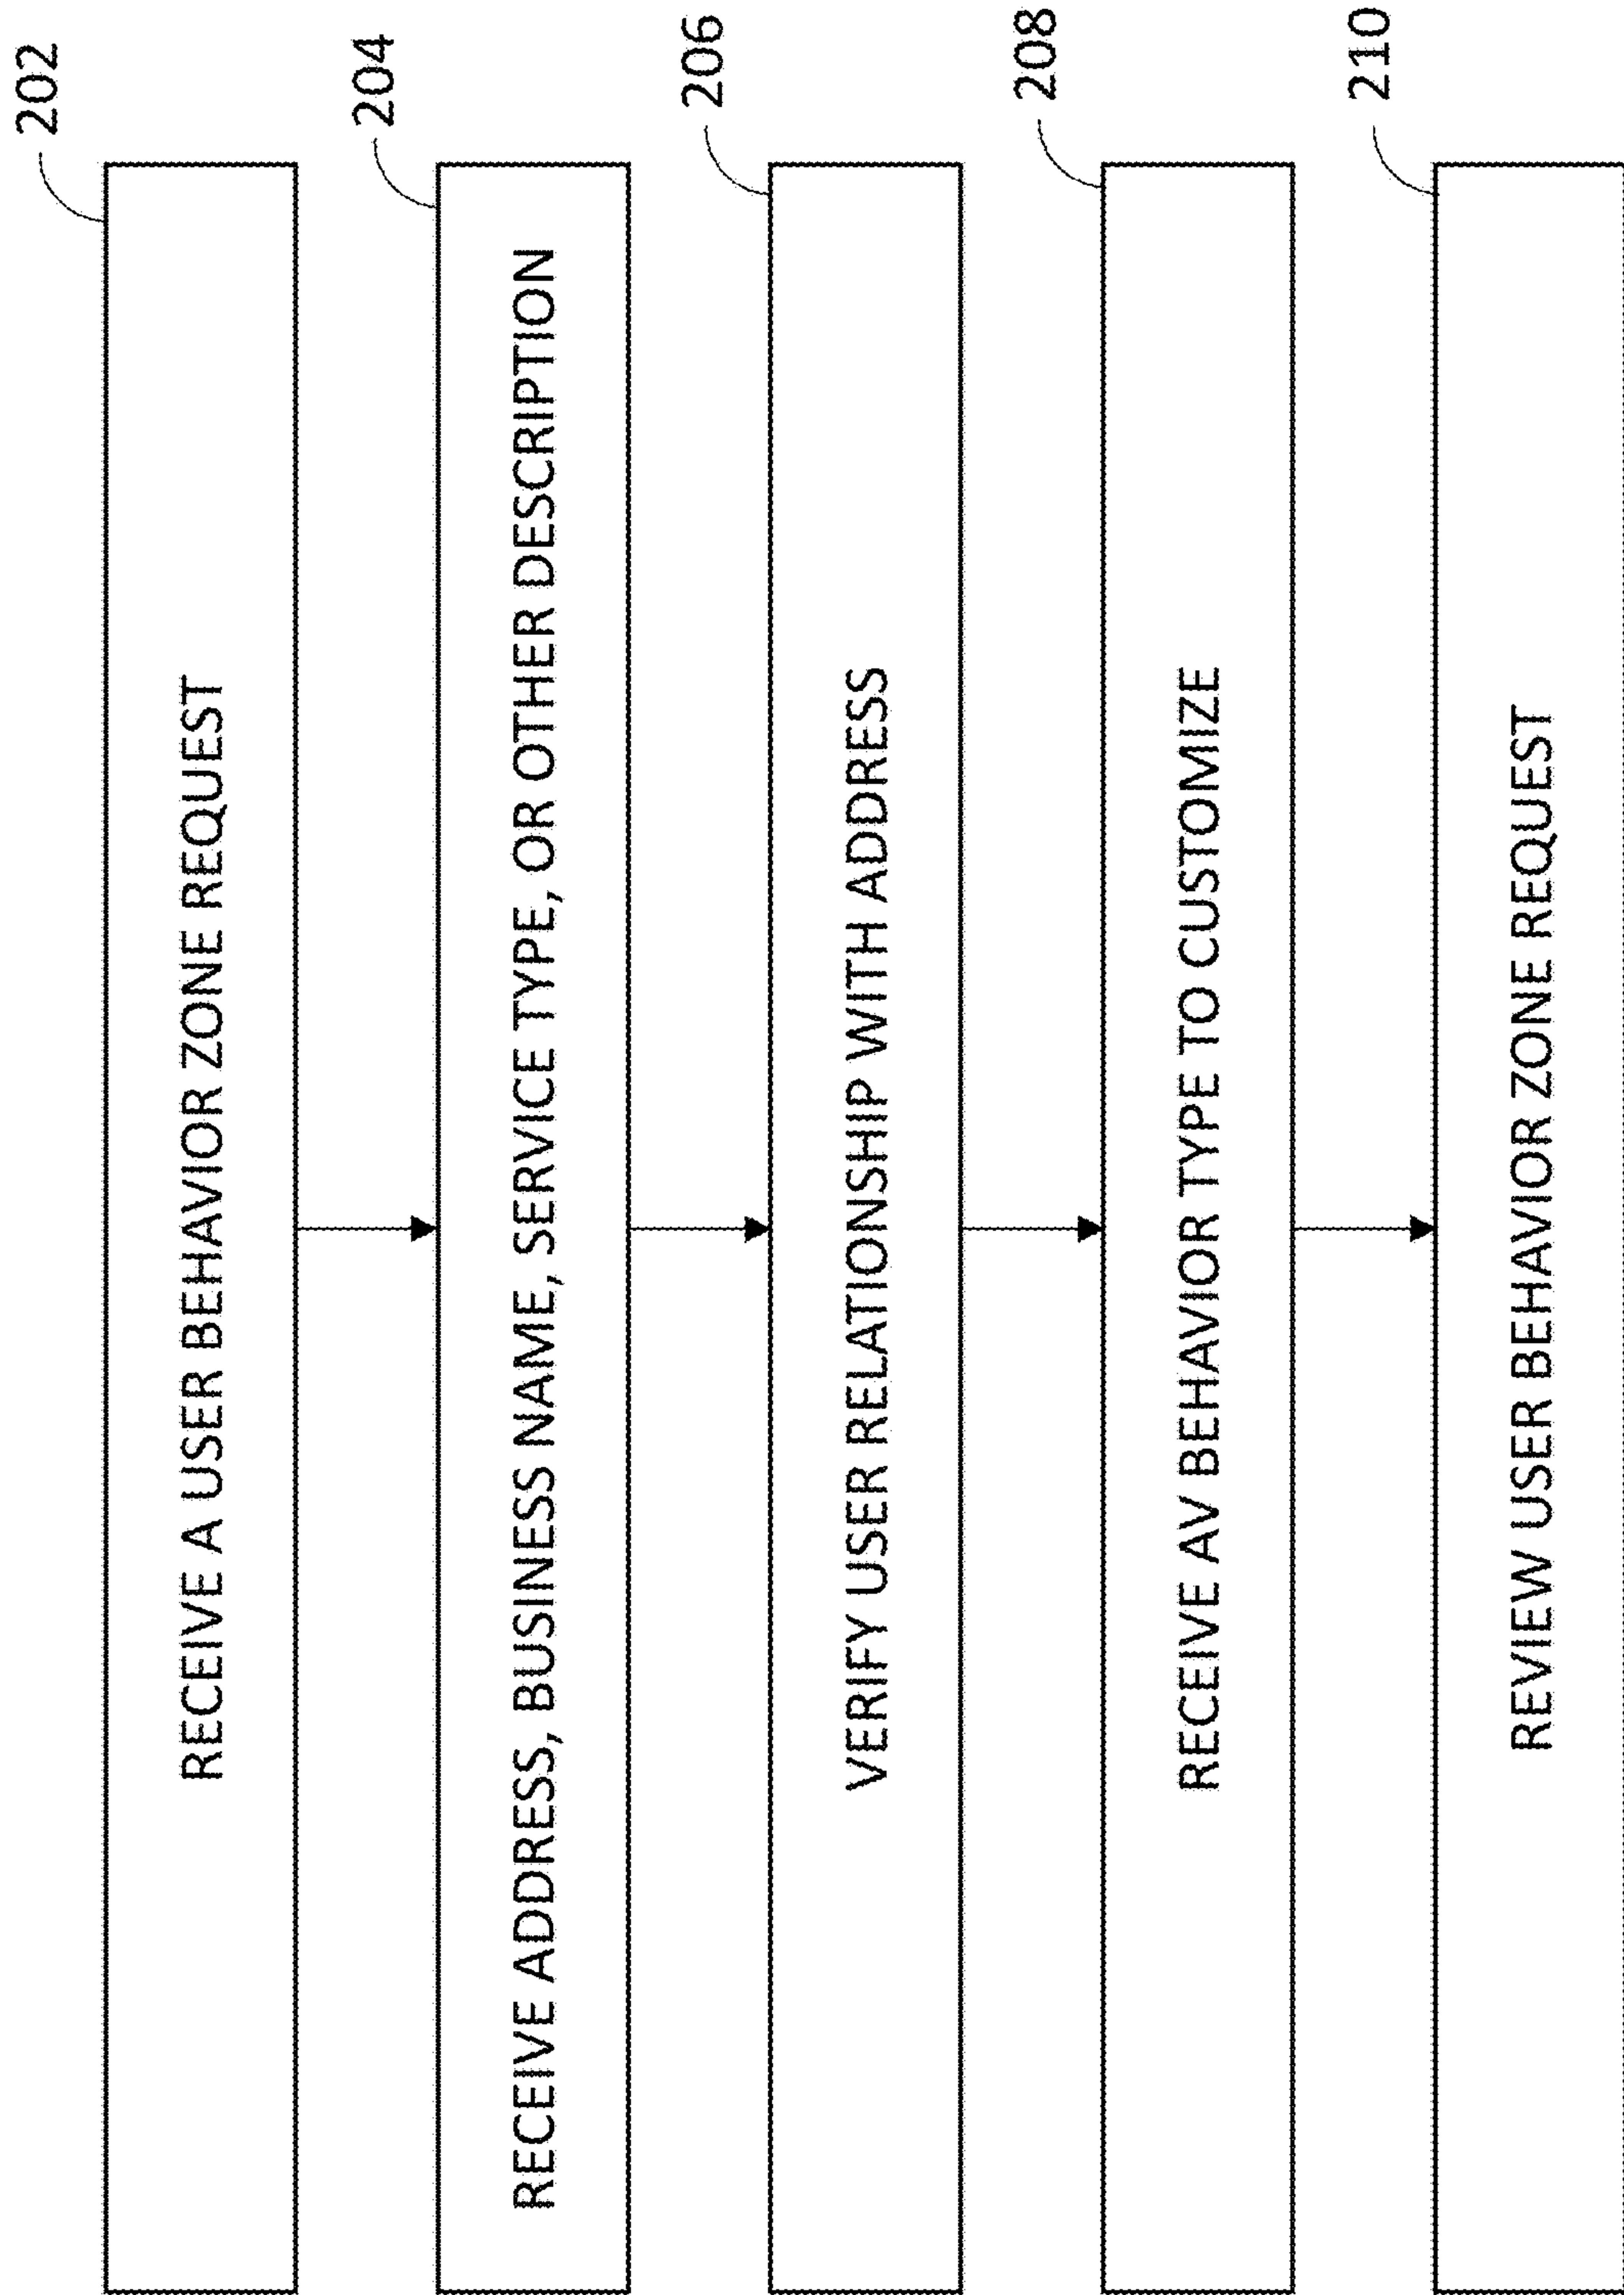 202
RECEIVE A USER BEHAVIOR ZONE REQUEST
204
RECEIVE ADDRESS, BUSINESS NAME, SERVICE TYPE, OR OTHER DESCRIPTION
206
VERIFY USER RELATIONSHIP WITH ADDRESS
208
RECEIVE AV BEHAVIOR TYPE TO CUSTOMIZE
210
REVIEW USER BEHAVIOR ZONE REQUEST